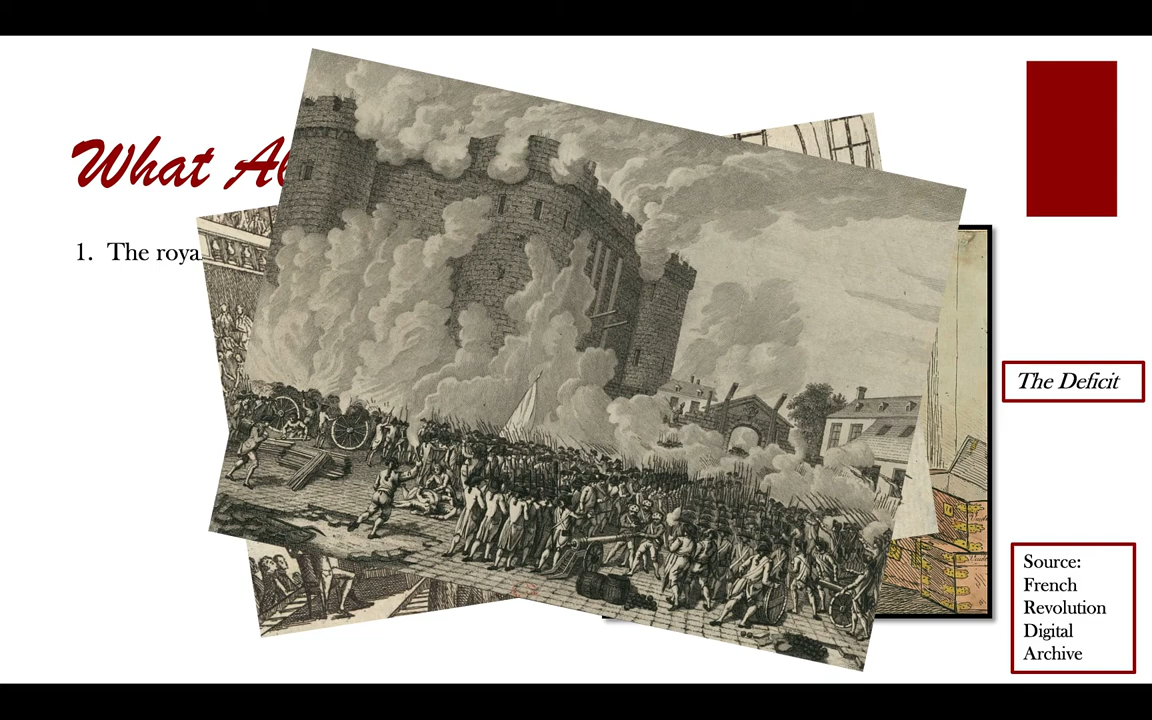 What A
1. The roya
The Deficit
Source:
French
Revolution
Digital
Archive